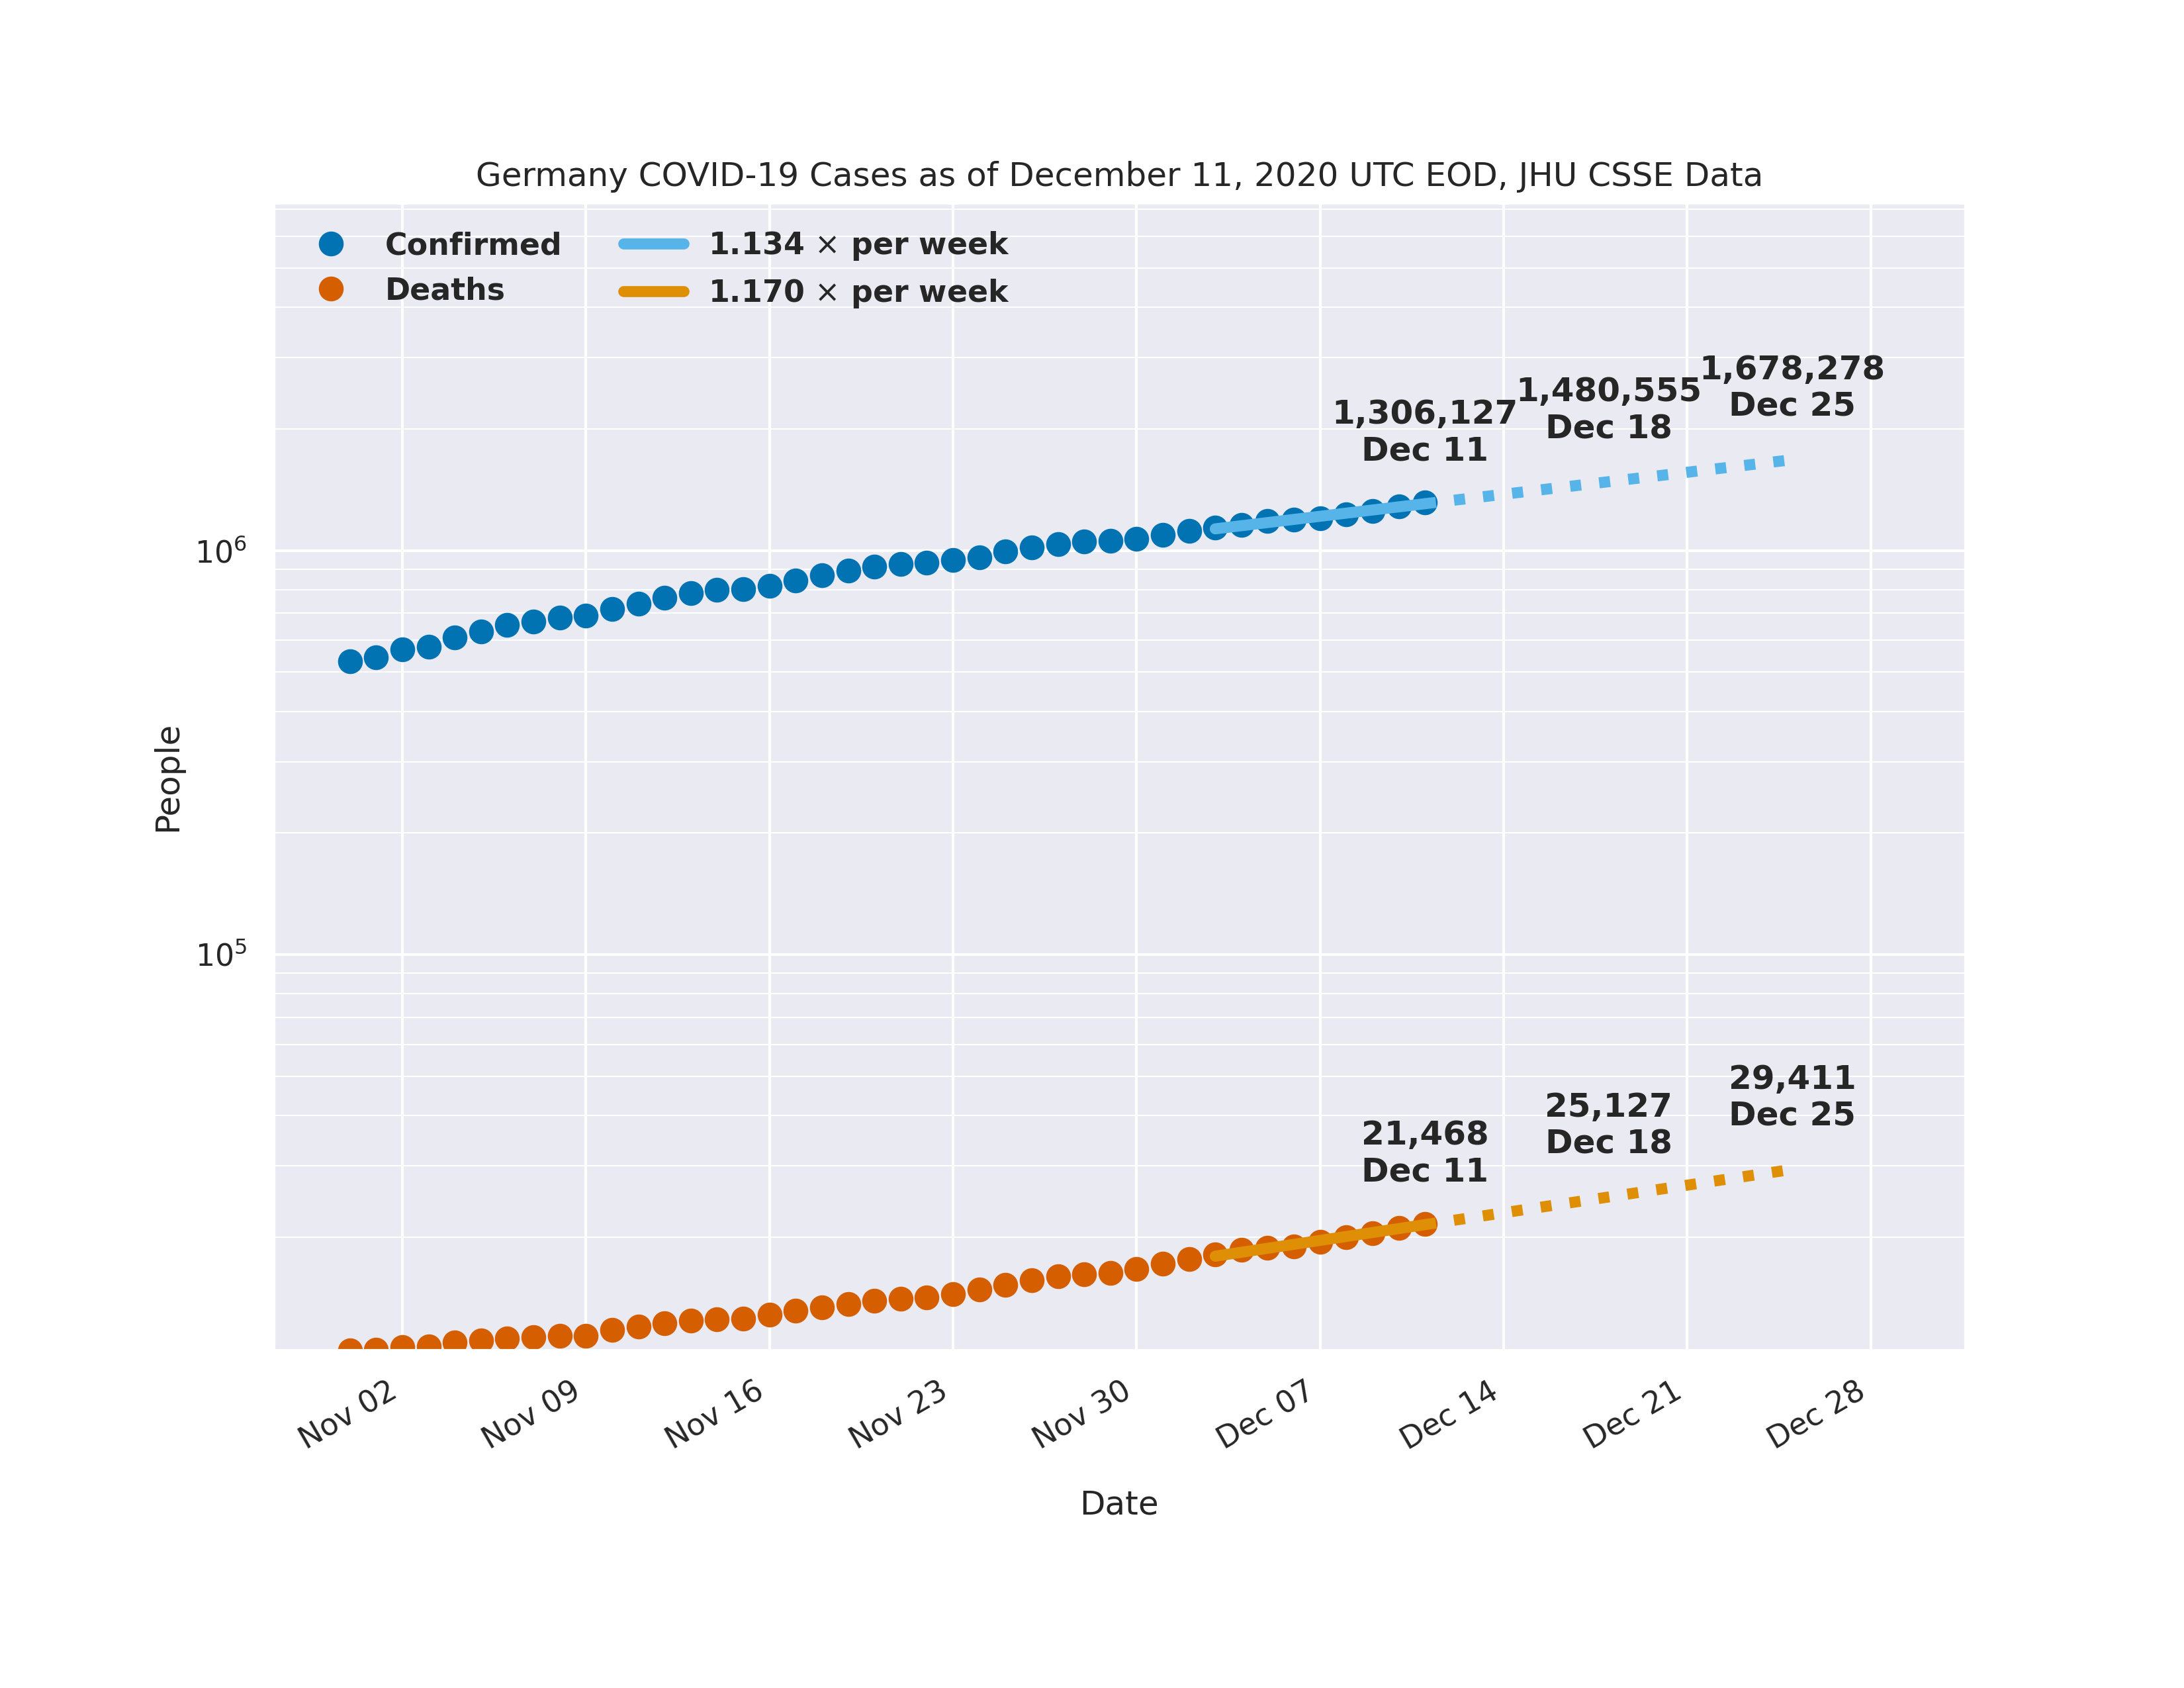 Germany COVID-19 Cases as of December 11, 2020 UTC EOD, JHU CSSE Data
Confirmed
Deaths
1.134 × per week
1.170 × per week
1,306,127
Dec 11
1,480,555
Dec 18
1,678,278
Dec 25
10⁶
10⁵
People
21,468
Dec 11
25,127
Dec 18
29,411
Dec 25
Nov 02
Nov 09
Nov 16
Nov 23
Nov 30
Dec 07
Dec 14
Dec 21
Dec 28
Date